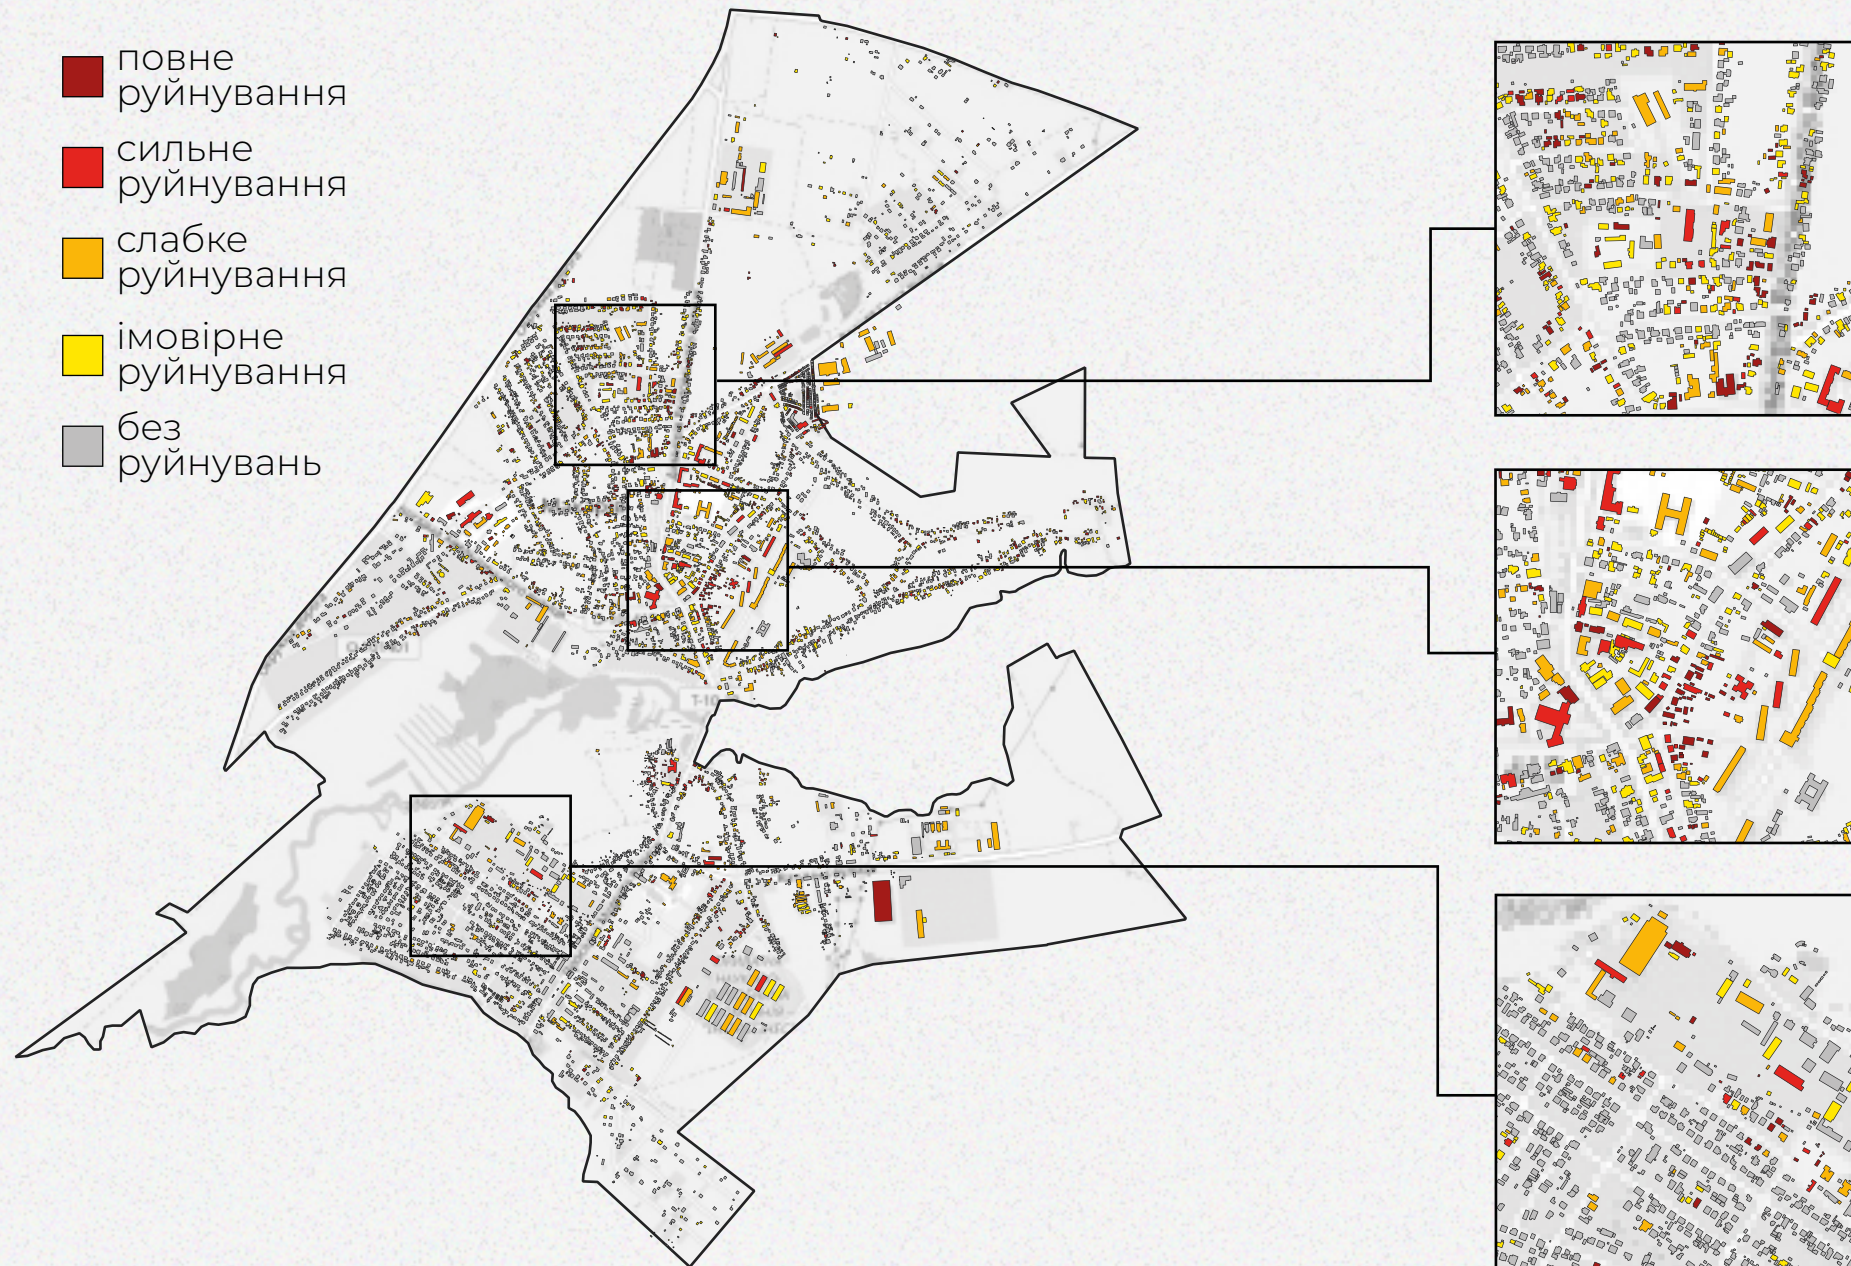 повне
руйнування
сильне
руйнування
слабке
руйнування
імовірне
руйнування
без
руйнувань